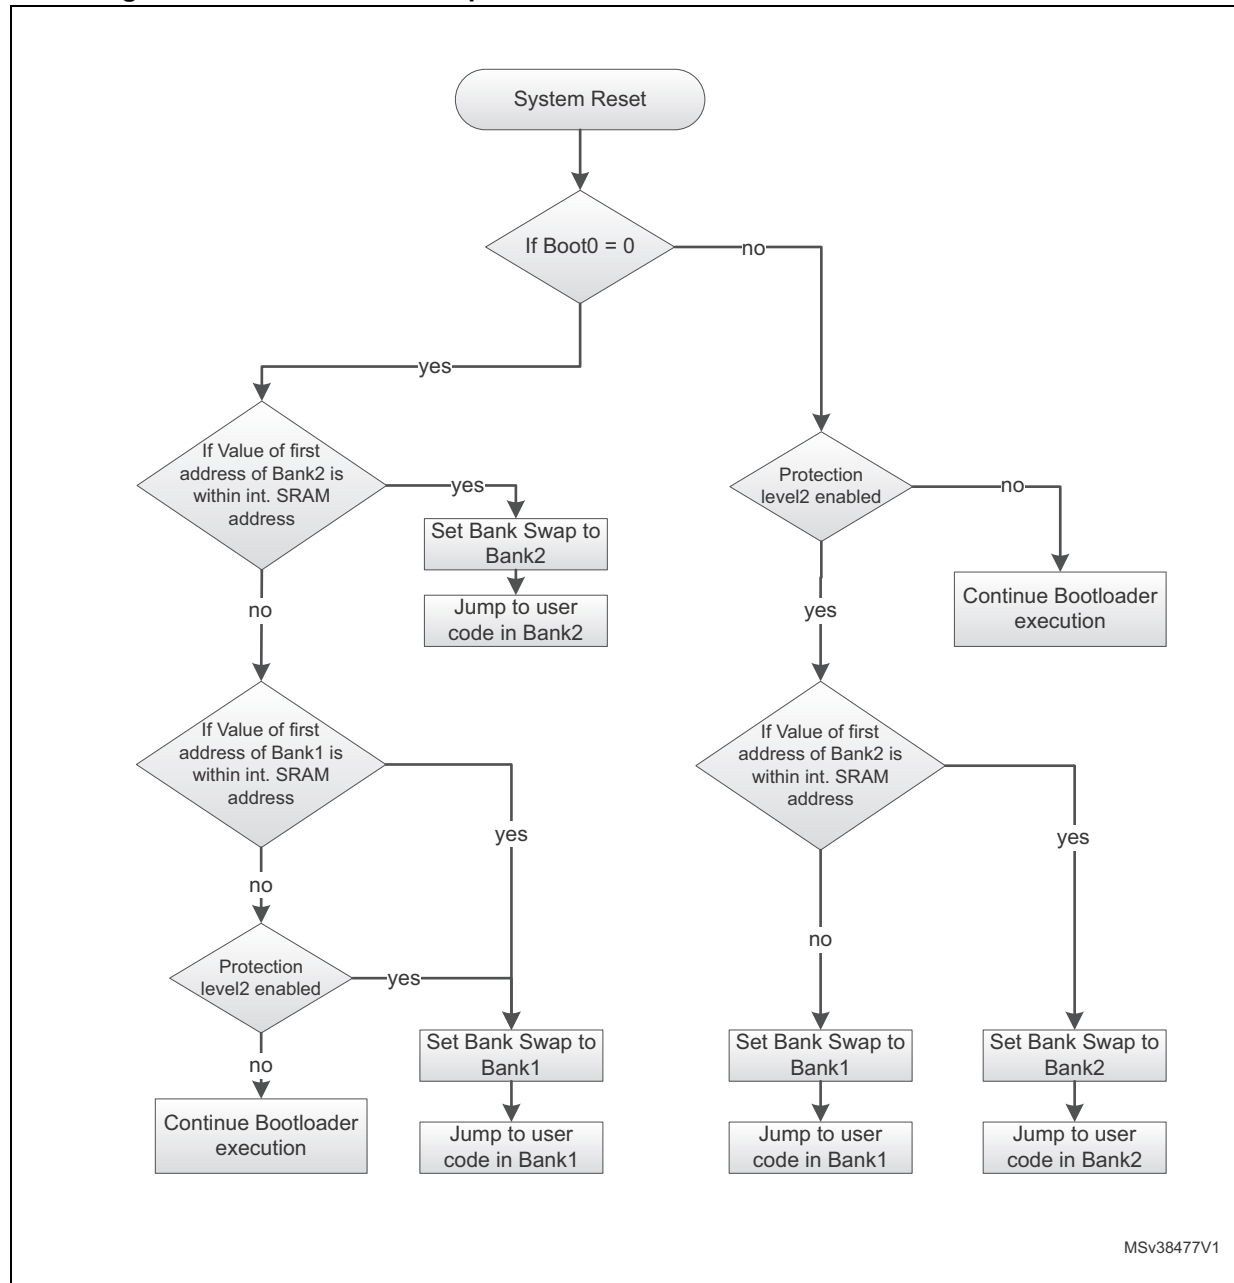 System Reset
If Boot0 = 0
no
yes
If Value of first
address of Bank2 is
within int. SRAM
address
yes
Set Bank Swap to
Bank2
Jump to user
code in Bank2
no
Protection
level2 enabled
no
Continue Bootloader
execution
yes
If Value of first
address of Bank1 is
within int. SRAM
address
yes
no
If Value of first
address of Bank2 is
within int. SRAM
address
yes
no
Protection
level2 enabled
yes
no
Continue Bootloader
execution
Set Bank Swap to
Bank1
Jump to user
code in Bank1
Set Bank Swap to
Bank1
Jump to user
code in Bank1
Set Bank Swap to
Bank2
Jump to user
code in Bank2
MSv38477V1